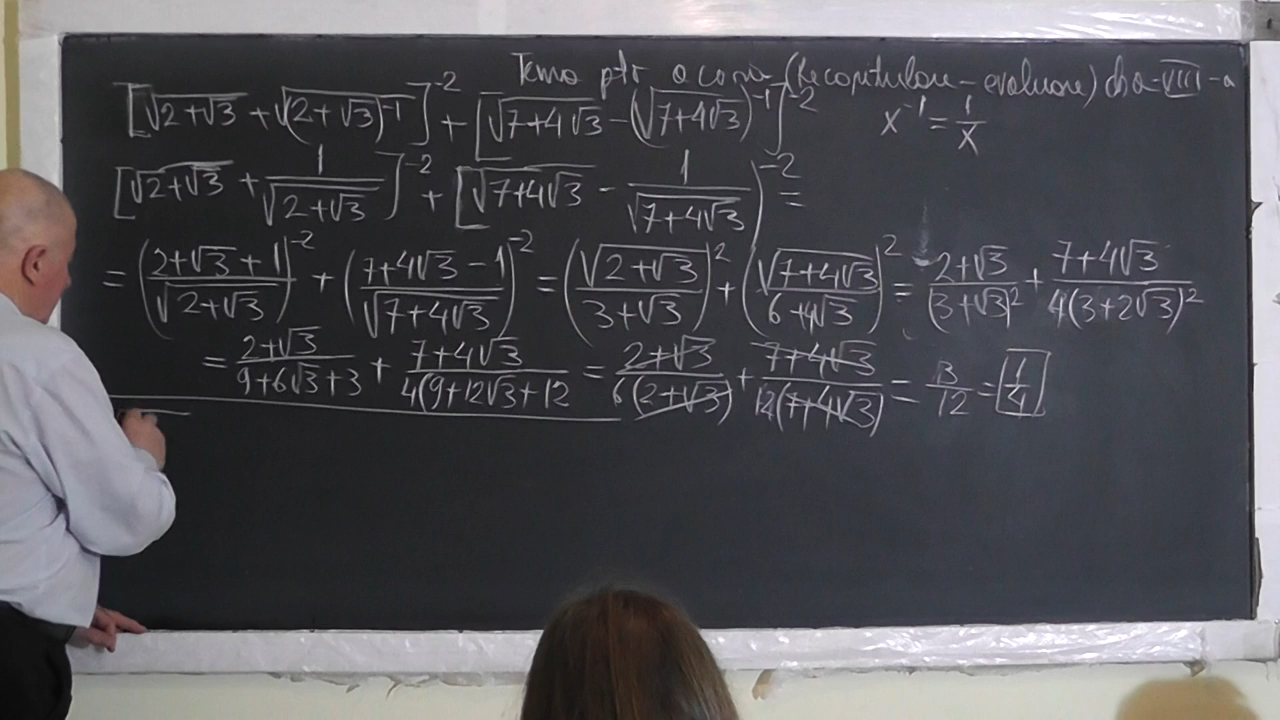 Tema ptr acasă (Recapitulare-evaluare) cls a-VIII-a
[√(2+√3) + √((2+√3)⁻¹)]⁻² + [√(7+4√3) - (√(7+4√3))⁻¹]⁻² x⁻¹ = 1/x
[√(2+√3) + 1/√(2+√3)]⁻² + [√(7+4√3) - 1/√(7+4√3))⁻² =
= ((2+√3+1)/√(2+√3))⁻² + ((7+4√3-1)/√(7+4√3))⁻² = (√(2+√3)/(3+√3))² + (√(7+4√3)/(6+4√3))² = (2+√3)/(3+√3)² + (7+4√3)/4(3+2√3)²
= (2+√3)/(9+6√3+3) + (7+4√3)/4(9+12√3+12 = (2+√3)/6(2+√3) + (7+4√3)/12(7+4√3) = 3/12 = 1/4